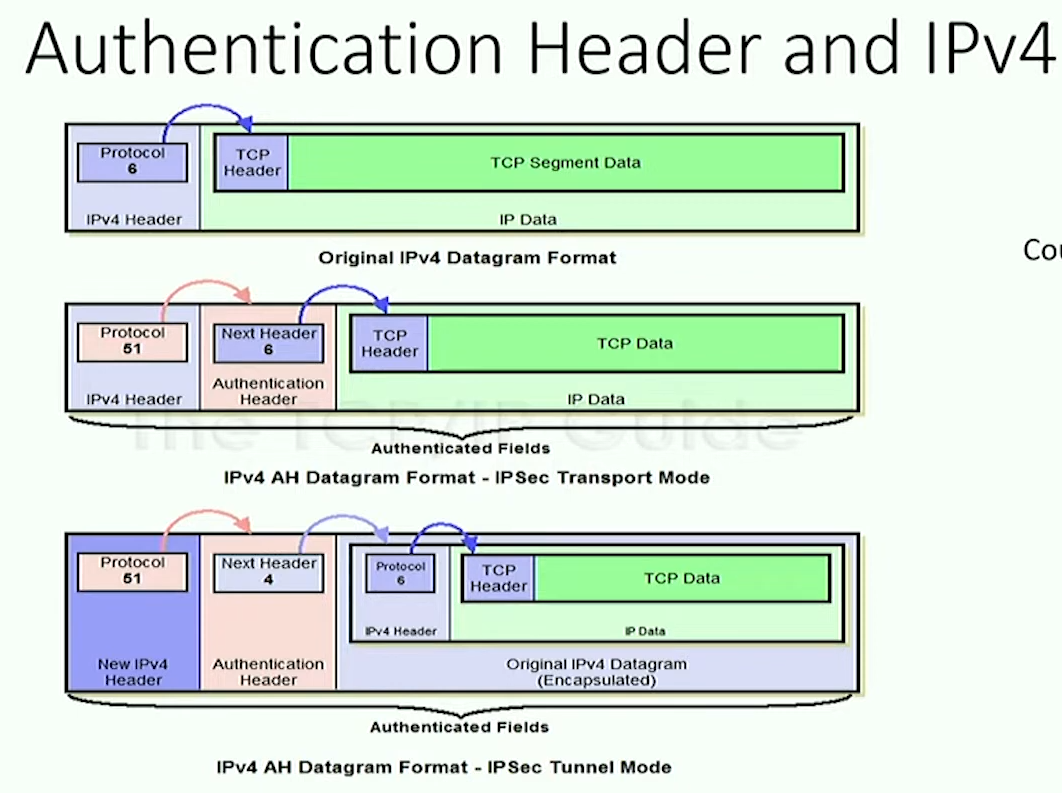 Authentication Header and IPv4
Protocol
6
TCP
Header
TCP Segment Data
IPv4 Header
IP Data
Original IPv4 Datagram Format
Cou
Protocol
51
Next Header
6
TCP
Header
TCP Data
Authentication
Header
IPv4 Header
IP Data
The TCP/IP Guide
Authenticated Fields
IPv4 AH Datagram Format - IPSec Transport Mode
Protocol
51
Next Header
4
Protocol
6
TCP
Header
TCP Data
IPv4 Header
IP Data
New IPv4
Header
Authentication
Header
Original IPv4 Datagram
(Encapsulated)
Authenticated Fields
IPv4 AH Datagram Format - IPSec Tunnel Mode